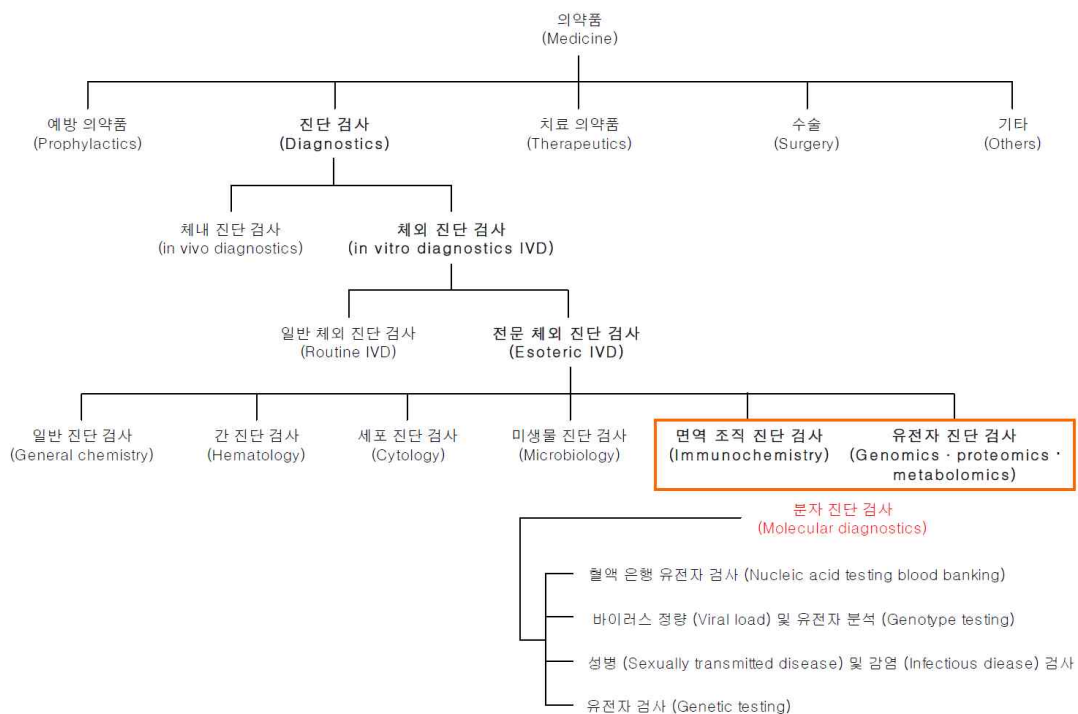 의약품
(Medicine)
예방 의약품
(Prophylactics)
진단 검사
(Diagnostics)
치료 의약품
(Therapeutics)
수술
(Surgery)
기타
(Others)
체내 진단 검사
(in vivo diagnostics)
체외 진단 검사
(in vitro diagnostics IVD)
일반 체외 진단 검사
(Routine IVD)
전문 체외 진단 검사
(Esoteric IVD)
일반 진단 검사
(General chemistry)
간 진단 검사
(Hematology)
세포 진단 검사
(Cytology)
미생물 진단 검사
(Microbiology)
면역 조직 진단 검사
(Immunochemistry)
유전자 진단 검사
(Genomics · proteomics ·
metabolomics)
분자 진단 검사
(Molecular diagnostics)
혈액 은행 유전자 검사 (Nucleic acid testing blood banking)
바이러스 정량 (Viral load) 및 유전자 분석 (Genotype testing)
성병 (Sexually transmitted disease) 및 감염 (Infectious diease) 검사
유전자 검사 (Genetic testing)